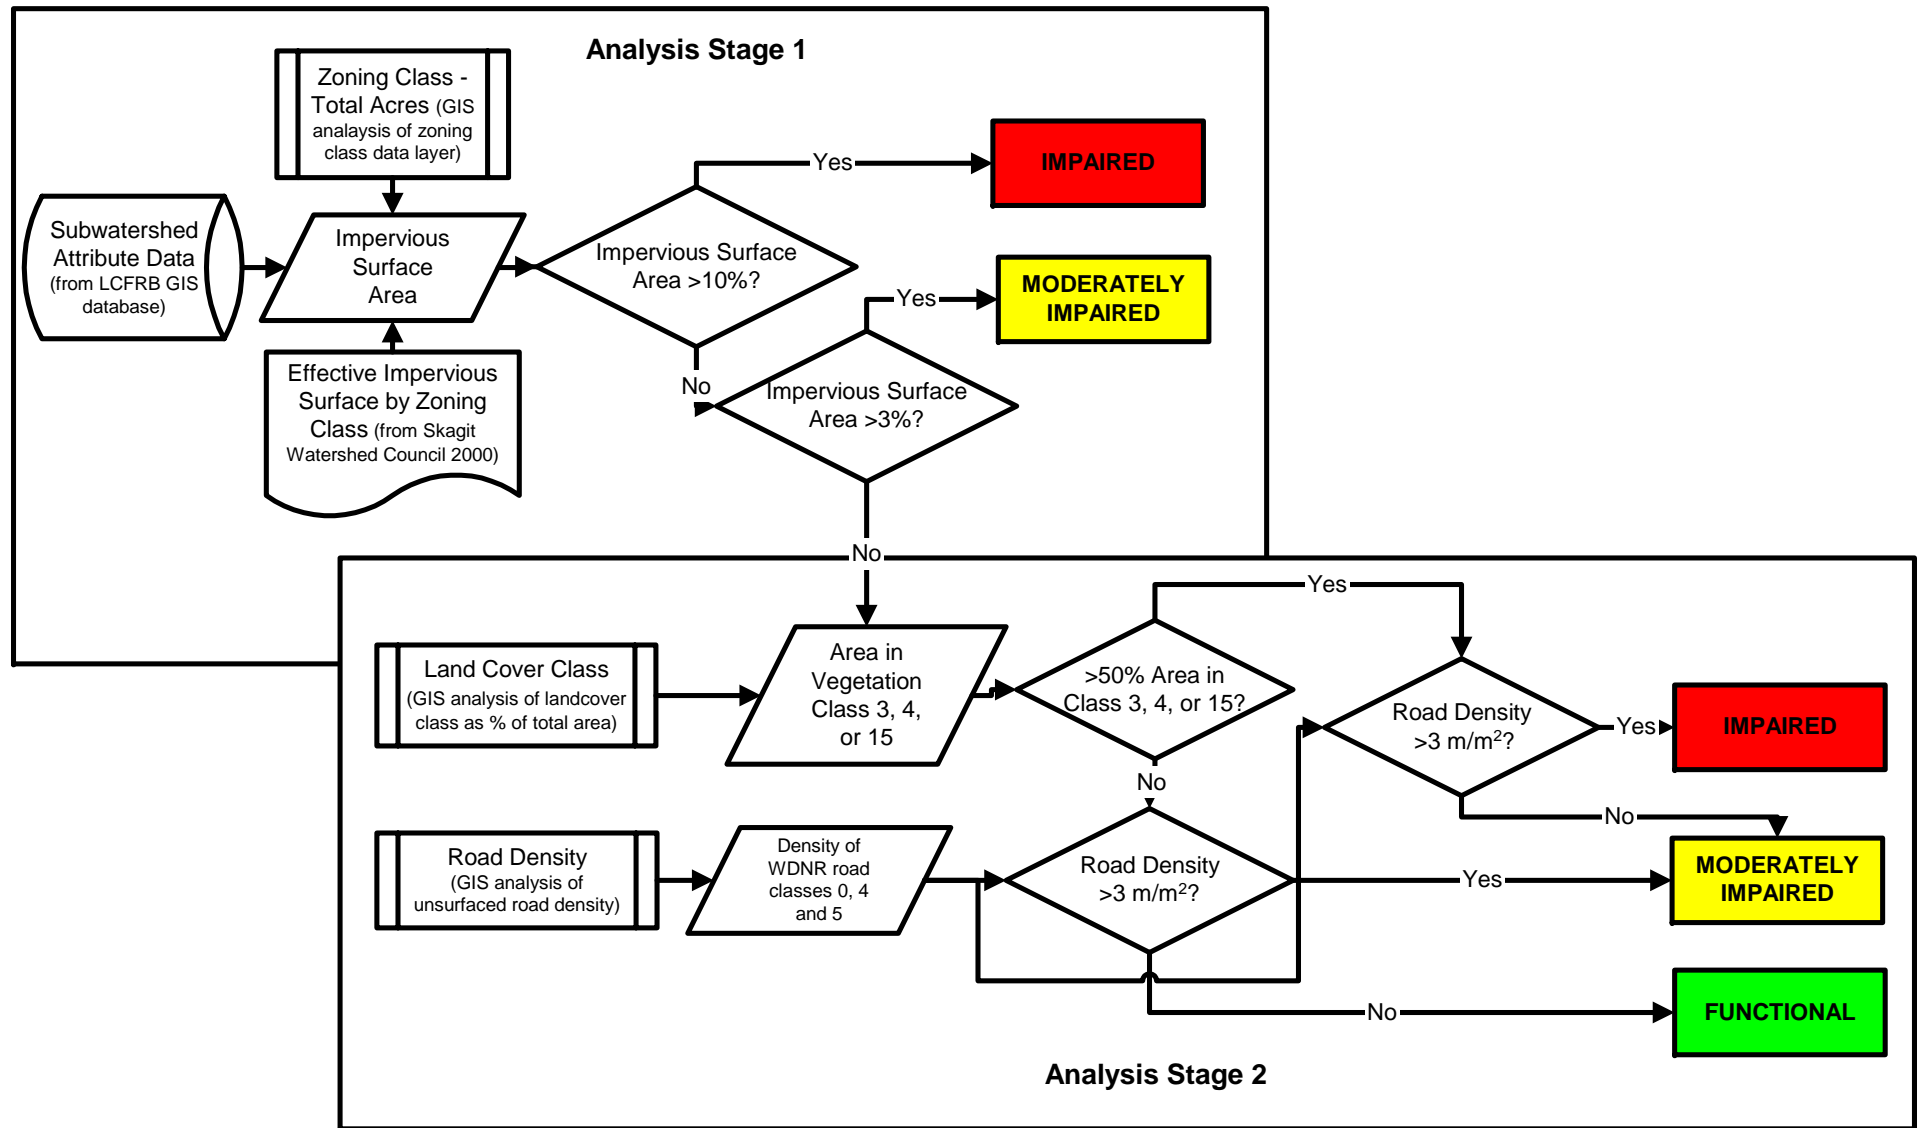 Analysis Stage 1
Zoning Class -
Total Acres (GIS
analaysis of zoning
class data layer)
Subwatershed
Attribute Data
(from LCFRB GIS
database)
Impervious
Surface
Area
Effective Impervious
Surface by Zoning
Class (from Skagit
Watershed Council 2000)
Impervious Surface
Area >10%?
Yes
IMPAIRED
No
Impervious Surface
Area >3%?
Yes
MODERATELY
IMPAIRED
No
Land Cover Class
(GIS analysis of landcover
class as % of total area)
Area in
Vegetation
Class 3, 4,
or 15
>50% Area in
Class 3, 4, or 15?
Yes
Road Density
>3 m/m²?
Yes
IMPAIRED
No
No
Road Density
(GIS analysis of
unsurfaced road density)
Density of
WDNR road
classes 0, 4
and 5
Road Density
>3 m/m²?
Yes
MODERATELY
IMPAIRED
No
FUNCTIONAL
Analysis Stage 2